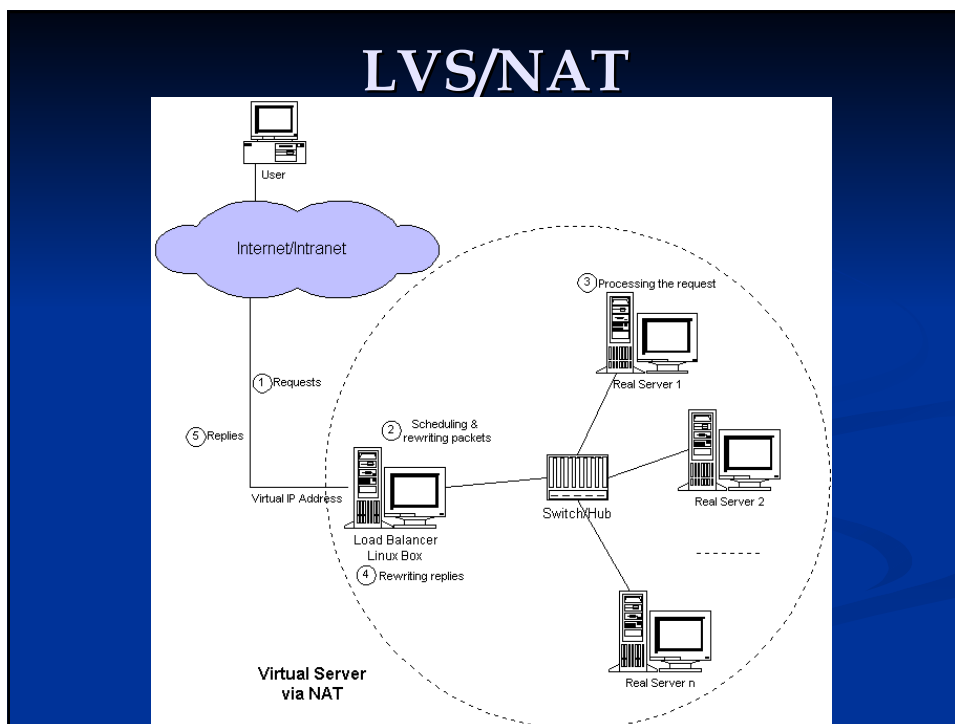 LVS/NAT
User
Internet/Intranet
3 Processing the request
Real Server 1
1 Requests
2 Scheduling &
rewriting packets
5 Replies
Virtual IP Address
Load Balancer
Linux Box
Switch/Hub
Real Server 2
4 Rewriting replies
Virtual Server
via NAT
Real Server n